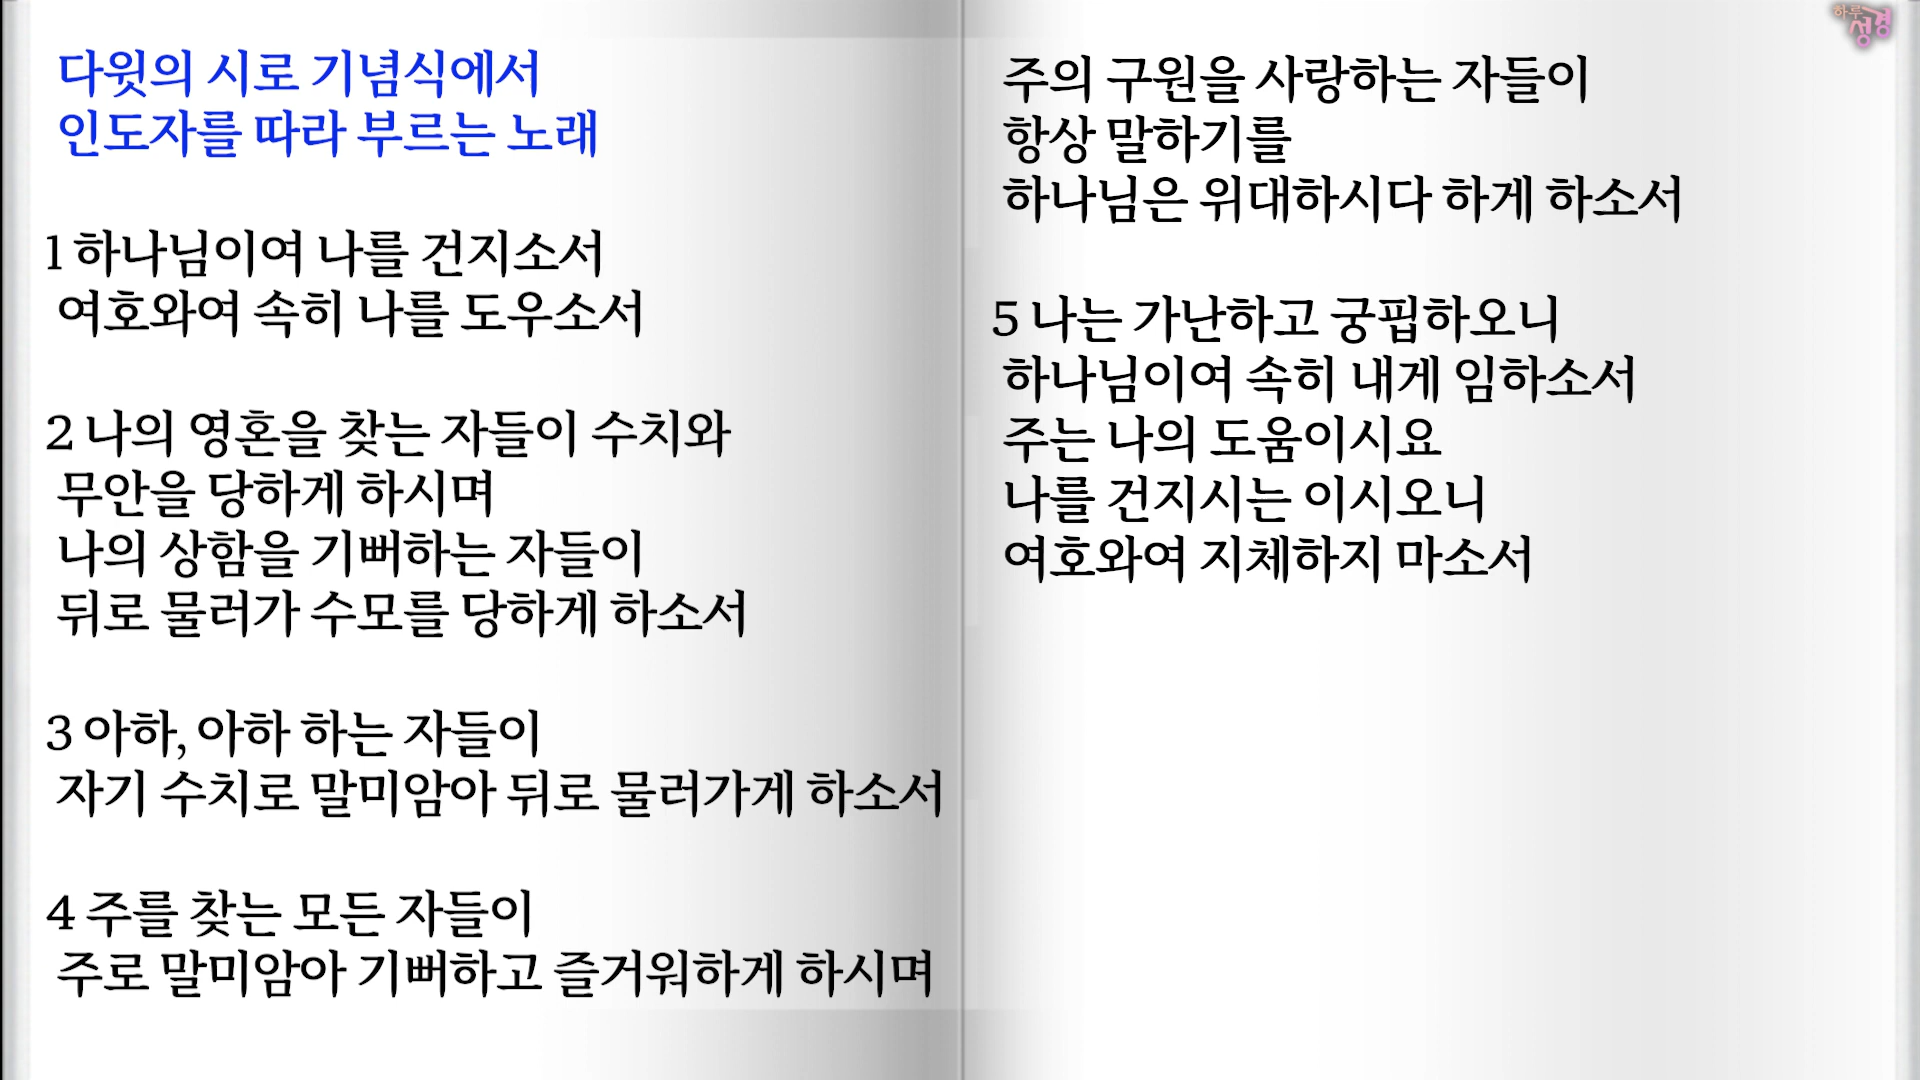 다윗의 시로 기념식에서
인도자를 따라 부르는 노래
1 하나님이여 나를 건지소서
여호와여 속히 나를 도우소서
2 나의 영혼을 찾는 자들이 수치와
무안을 당하게 하시며
나의 상함을 기뻐하는 자들이
뒤로 물러가 수모를 당하게 하소서
3 아하, 아하 하는 자들이
자기 수치로 말미암아 뒤로 물러가게 하소서
4 주를 찾는 모든 자들이
주로 말미암아 기뻐하고 즐거워하게 하시며
주의 구원을 사랑하는 자들이
항상 말하기를
하나님은 위대하시다 하게 하소서
5 나는 가난하고 궁핍하오니
하나님이여 속히 내게 임하소서
주는 나의 도움이시요
나를 건지시는 이시오니
여호와여 지체하지 마소서
하루
성경